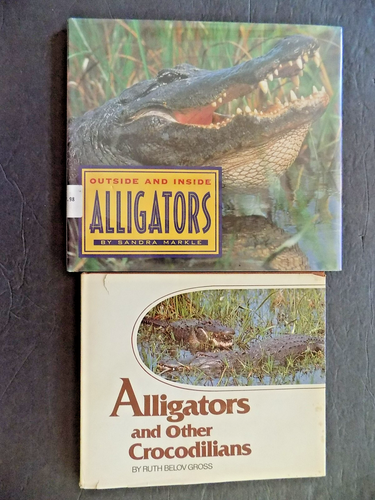 OUTSIDE AND INSIDE
ALLIGATORS
BY SANDRA MARKLE
Alligators
and Other
Crocodilians
BY RUTH BELOV GROSS